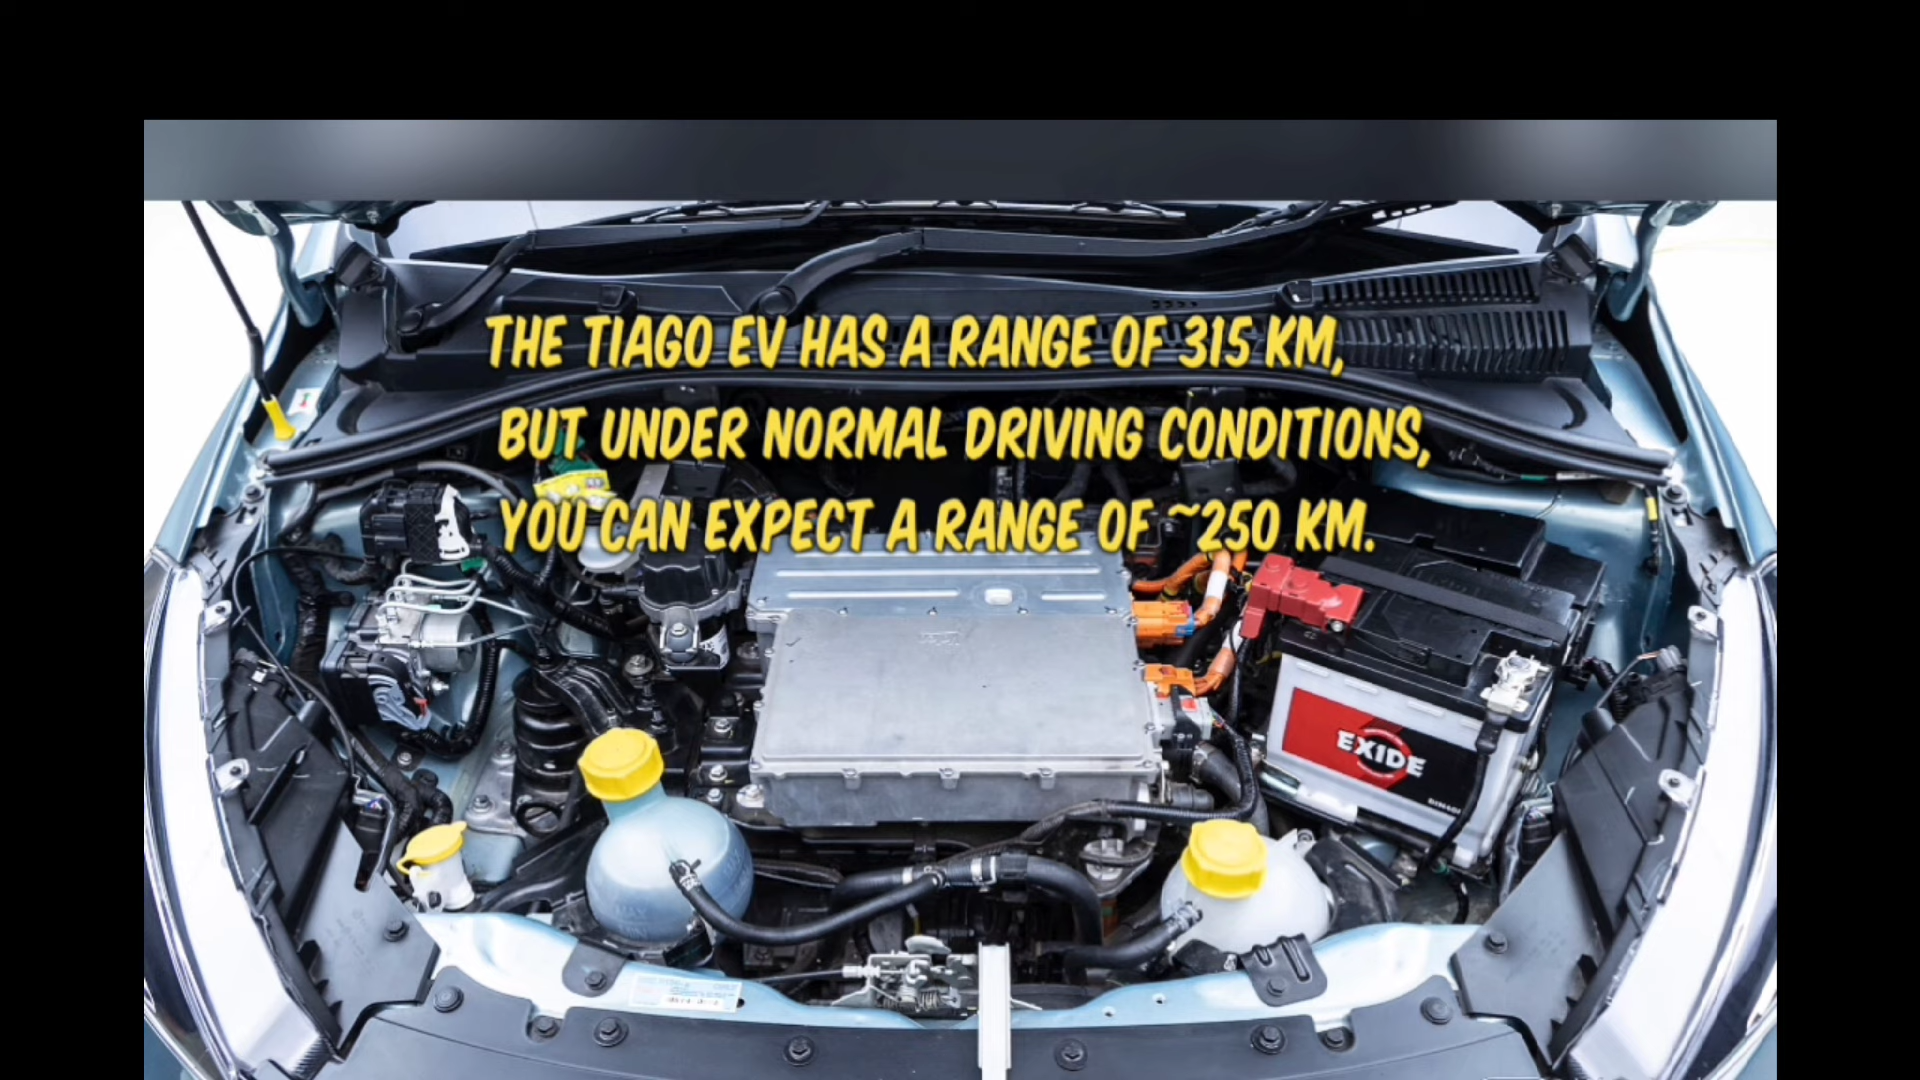 THE TIAGO EV HAS A RANGE OF 315 KM,
BUT UNDER NORMAL DRIVING CONDITIONS,
YOU CAN EXPECT A RANGE OF ~250 KM.
EXIDE